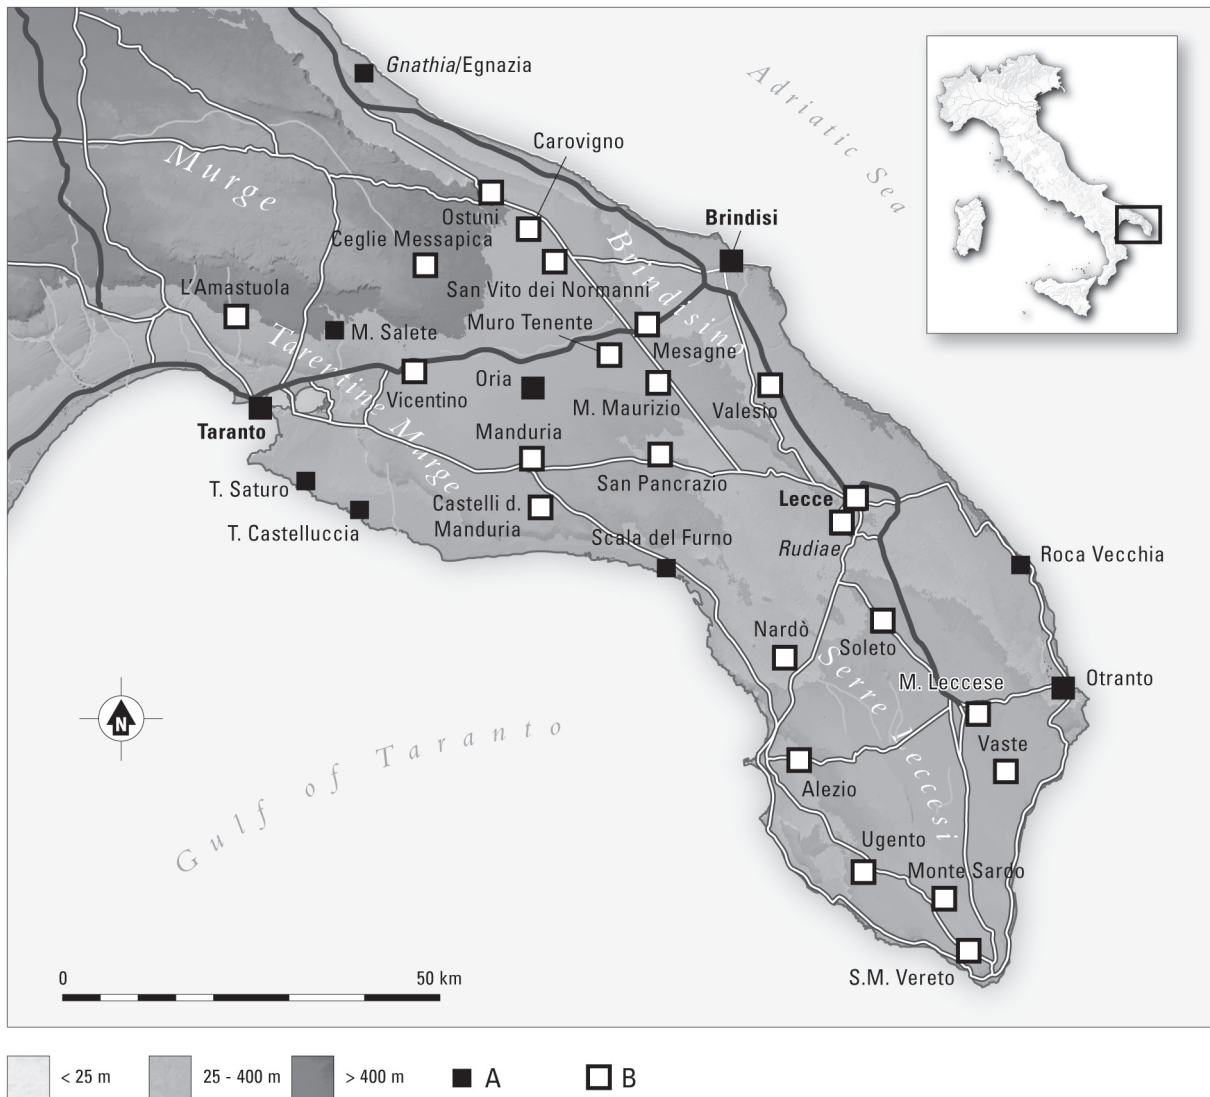 Gnathia/Egnazia
Adriatic Sea
Carovigno
Murge
Ostuni
Brindisi
Ceglie Messapica
Brindisino
L'Amastuola
San Vito dei Normanni
M. Salete
Muro Tenente
Mesagne
Tarentine Murge
Oria
Vicentino
M. Maurizio
Valesio
Taranto
Manduria
T. Saturo
San Pancrazio
Lecce
Castelli d.
Manduria
T. Castelluccia
Scala del Furno
Rudiae
Roca Vecchia
Nardò
Soleto
Serre Leccesi
M. Leccese
Otranto
N
Gulf of Taranto
Vaste
Alezio
Ugento
Monte Sardo
S.M. Vereto
0
50 km
< 25 m
25 - 400 m
> 400 m
A
B